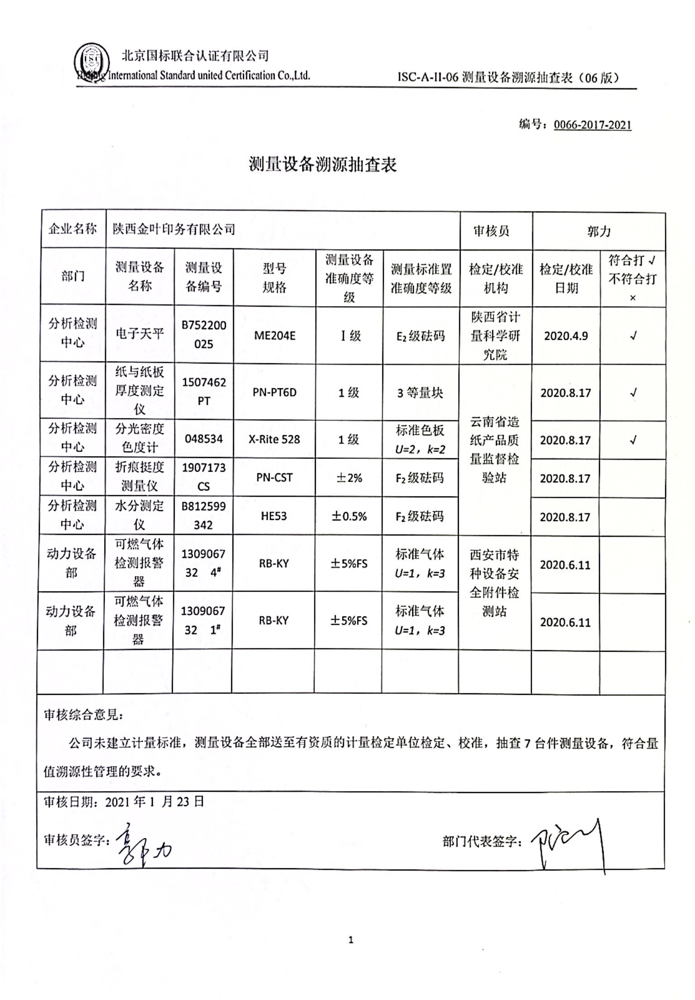 北京国标联合认证有限公司
Beijing International Standard united Certification Co.,Ltd. ISC-A-II-06 测量设备溯源抽查表（06 版）
编号：0066-2017-2021
测量设备溯源抽查表
企业名称 陕西金叶印务有限公司 审核员 郭力
部门 测量设备名称 测量设备编号 型号规格 测量设备准确度等级 测量标准置准确度等级 检定/校准机构 检定/校准日期 符合打√不符合打×
分析检测中心 电子天平 B752200025 ME204E Ⅰ级 E₂级砝码 陕西省计量科学研究院 2020.4.9 √
分析检测中心 纸与纸板厚度测定仪 1507462PT PN-PT6D 1级 3等量块 云南省造纸产品质量监督检验站 2020.8.17 √
分析检测中心 分光密度色度计 048534 X-Rite 528 1级 标准色板 U=2，k=2 2020.8.17 √
分析检测中心 折痕挺度测量仪 1907173CS PN-CST ±2% F₂级砝码 2020.8.17
分析检测中心 水分测定仪 B812599342 HE53 ±0.5% F₂级砝码 2020.8.17
动力设备部 可燃气体检测报警器 130906732 4# RB-KY ±5%FS 标准气体 U=1，k=3 西安市特种设备安全附件检测站 2020.6.11
动力设备部 可燃气体检测报警器 130906732 1# RB-KY ±5%FS 标准气体 U=1，k=3 2020.6.11
审核综合意见：
公司未建立计量标准，测量设备全部送至有资质的计量检定单位检定、校准，抽查 7 台件测量设备，符合量
值溯源性管理的要求。
审核日期：2021 年 1 月 23 日
审核员签字：郭力 部门代表签字：
1